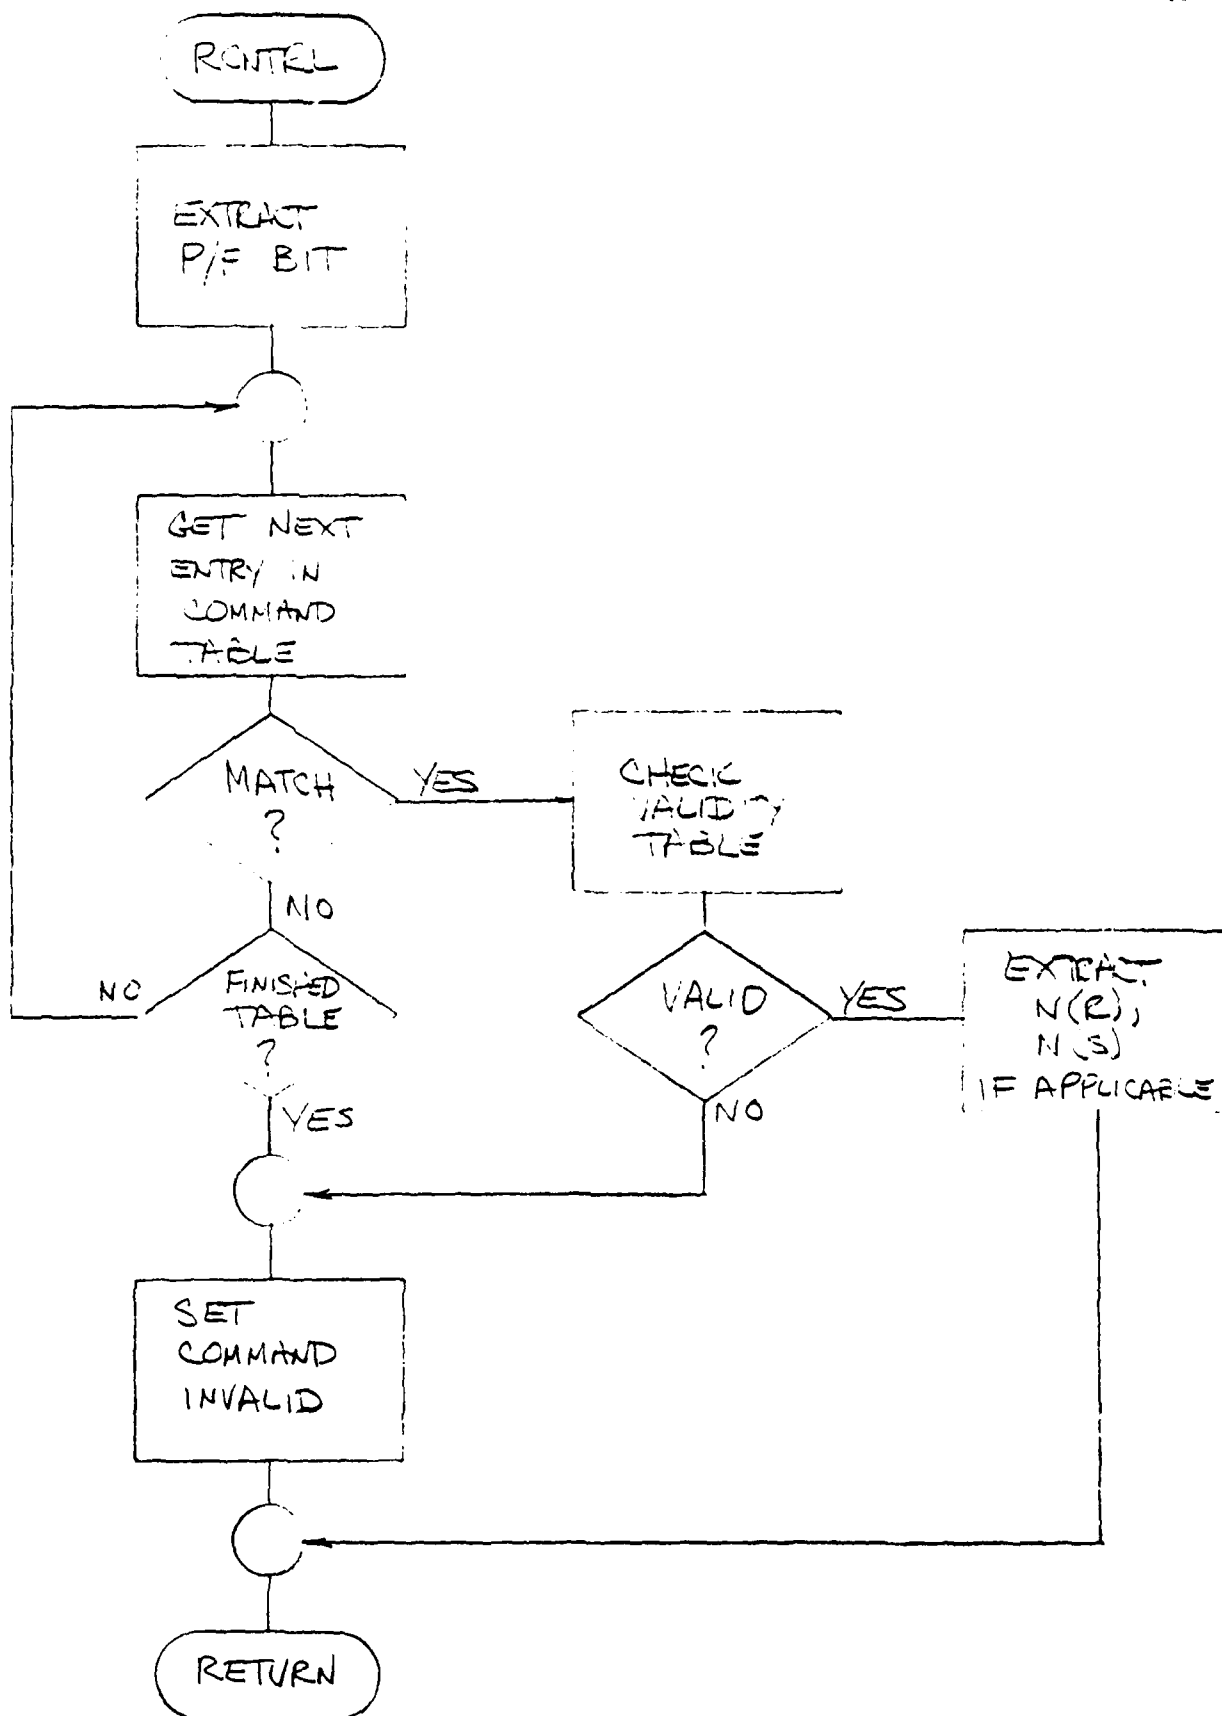 RCNTRL
EXTRACT
P/F BIT
GET NEXT
ENTRY IN
COMMAND
TABLE
MATCH
?
YES
NO
CHECK
VALIDITY
TABLE
FINISHED
TABLE
?
NO
YES
VALID
?
YES
NO
EXTRACT
N(R),
N(S)
IF APPLICABLE
SET
COMMAND
INVALID
RETURN